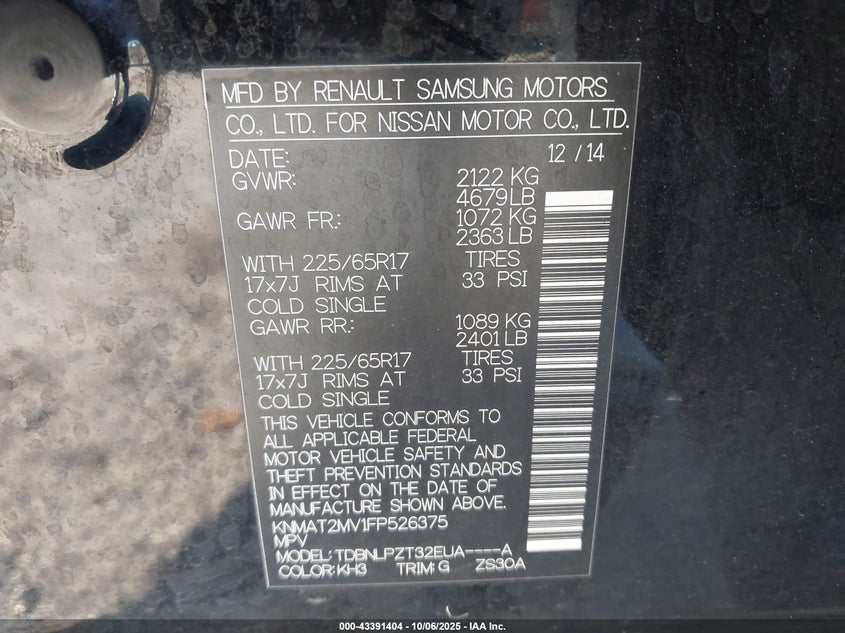 MFD BY RENAULT SAMSUNG MOTORS
CO., LTD. FOR NISSAN MOTOR CO., LTD.
DATE: 12 / 14
GVWR: 2122 KG
4679 LB
GAWR FR.: 1072 KG
2363 LB
WITH 225/65R17 TIRES
17x7J RIMS AT 33 PSI
COLD SINGLE
GAWR RR.: 1089 KG
2401 LB
WITH 225/65R17 TIRES
17x7J RIMS AT 33 PSI
COLD SINGLE
THIS VEHICLE CONFORMS TO
ALL APPLICABLE FEDERAL
MOTOR VEHICLE SAFETY AND
THEFT PREVENTION STANDARDS
IN EFFECT ON THE DATE OF
MANUFACTURE SHOWN ABOVE.
KNMAT2MV1FP526375
MPV
MODEL: TDBNLPZT32EUA----A
COLOR: KH3 TRIM: G ZS30A
000-43391404 - 10/06/2025 - IAA Inc.